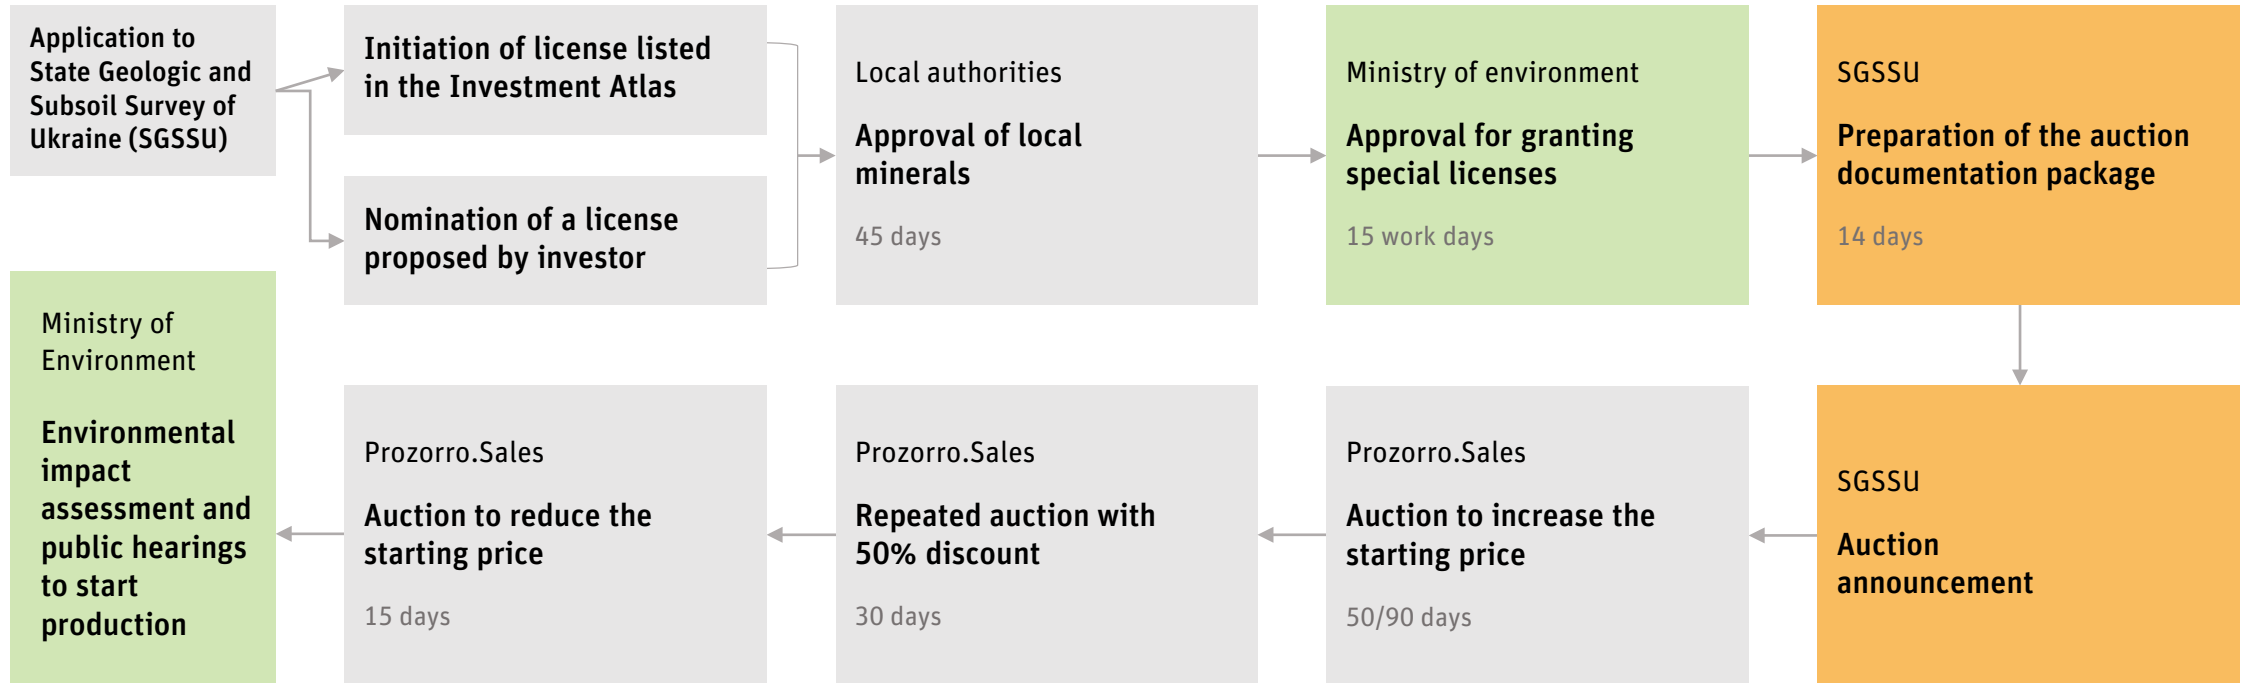 Application to
State Geologic and
Subsoil Survey of
Ukraine (SGSSU)
Initiation of license listed
in the Investment Atlas
Nomination of a license
proposed by investor
Local authorities
Approval of local
minerals
45 days
Ministry of environment
Approval for granting
special licenses
15 work days
SGSSU
Preparation of the auction
documentation package
14 days
SGSSU
Auction
announcement
Prozorro.Sales
Auction to increase the
starting price
50/90 days
Prozorro.Sales
Repeated auction with
50% discount
30 days
Prozorro.Sales
Auction to reduce the
starting price
15 days
Ministry of
Environment
Environmental
impact
assessment and
public hearings
to start
production